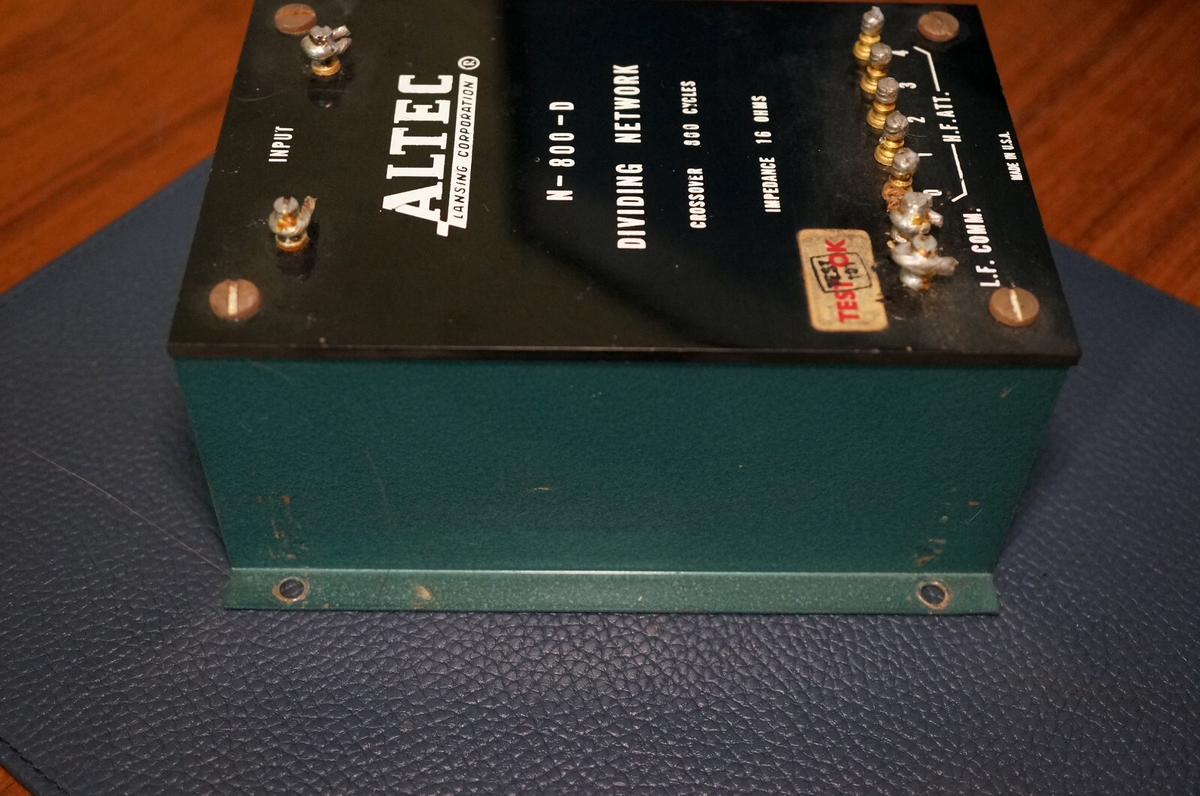 INPUT
ALTEC ®
LANSING CORPORATION
N-800-D
DIVIDING NETWORK
CROSSOVER 800 CYCLES
IMPEDANCE 16 OHMS
TEST OK
TEST
0 1 2 3 4
H.F. ATT.
L.F. COMM.
MADE IN U.S.A.